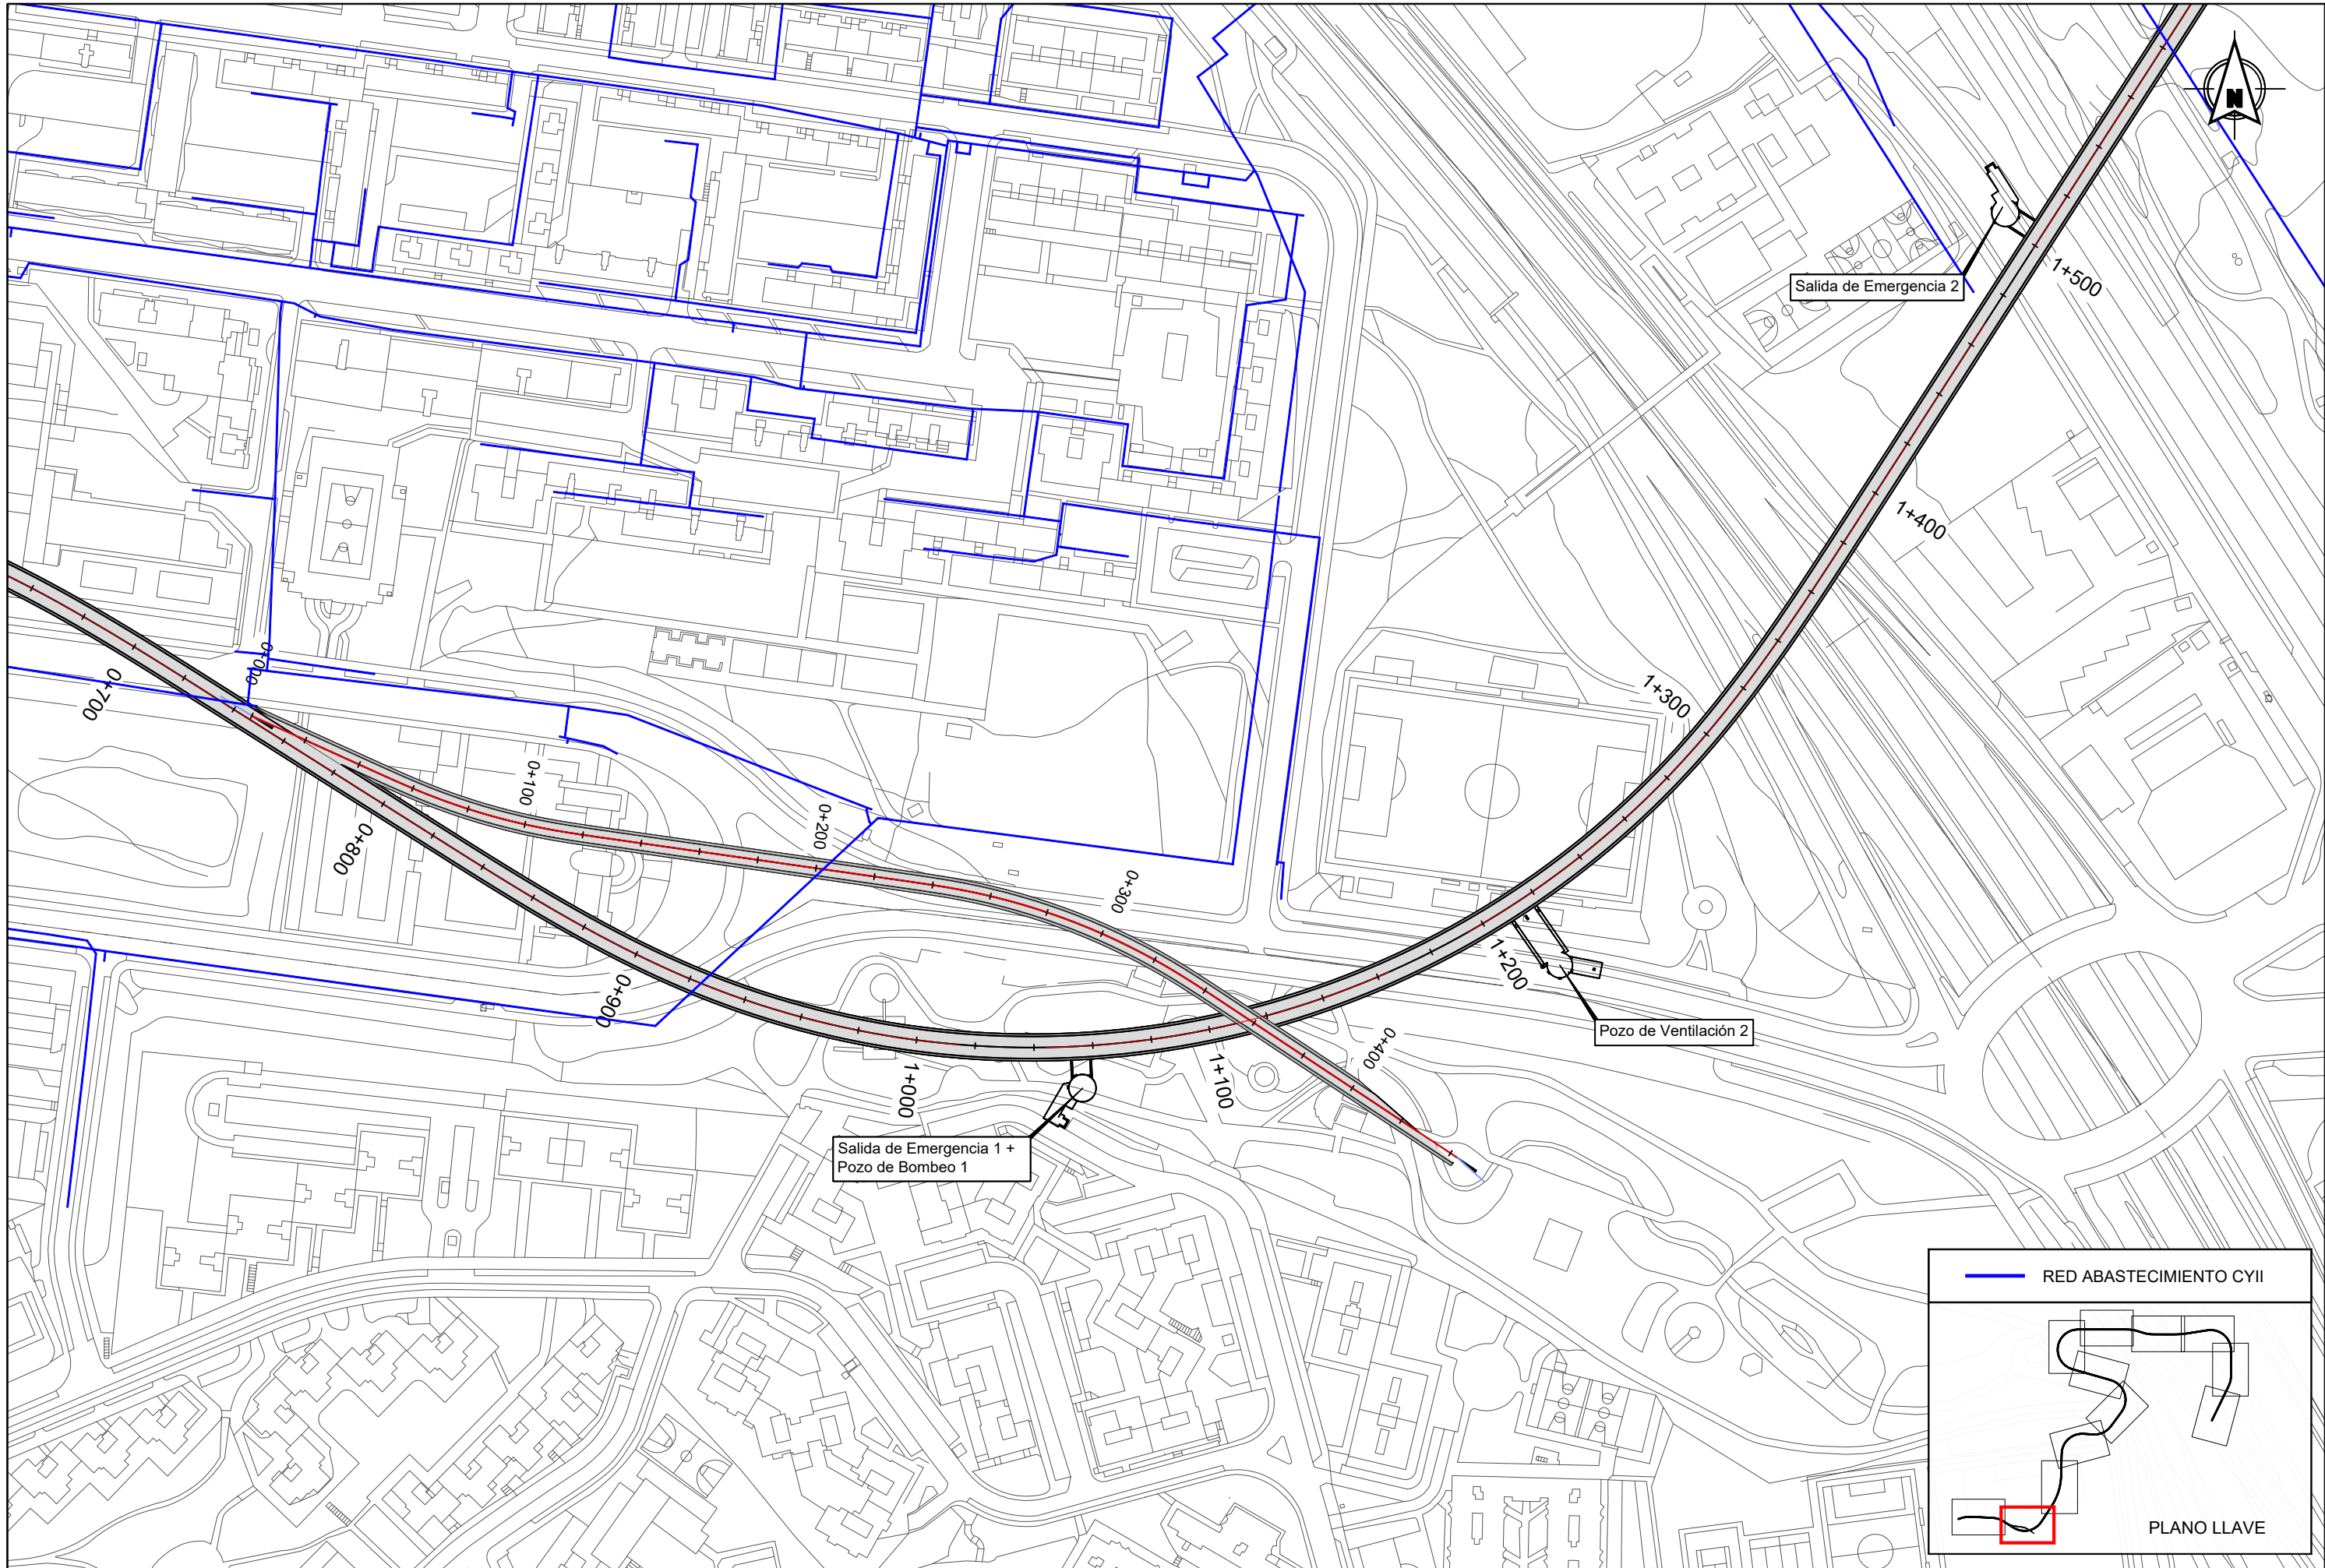 N
Salida de Emergencia 2
1+500
1+400
1+300
0+000
0+700
0+100
0+200
0+800
0+300
0+900
1+200
Pozo de Ventilación 2
0+400
1+000
1+100
Salida de Emergencia 1 +
Pozo de Bombeo 1
RED ABASTECIMIENTO CYII
PLANO LLAVE